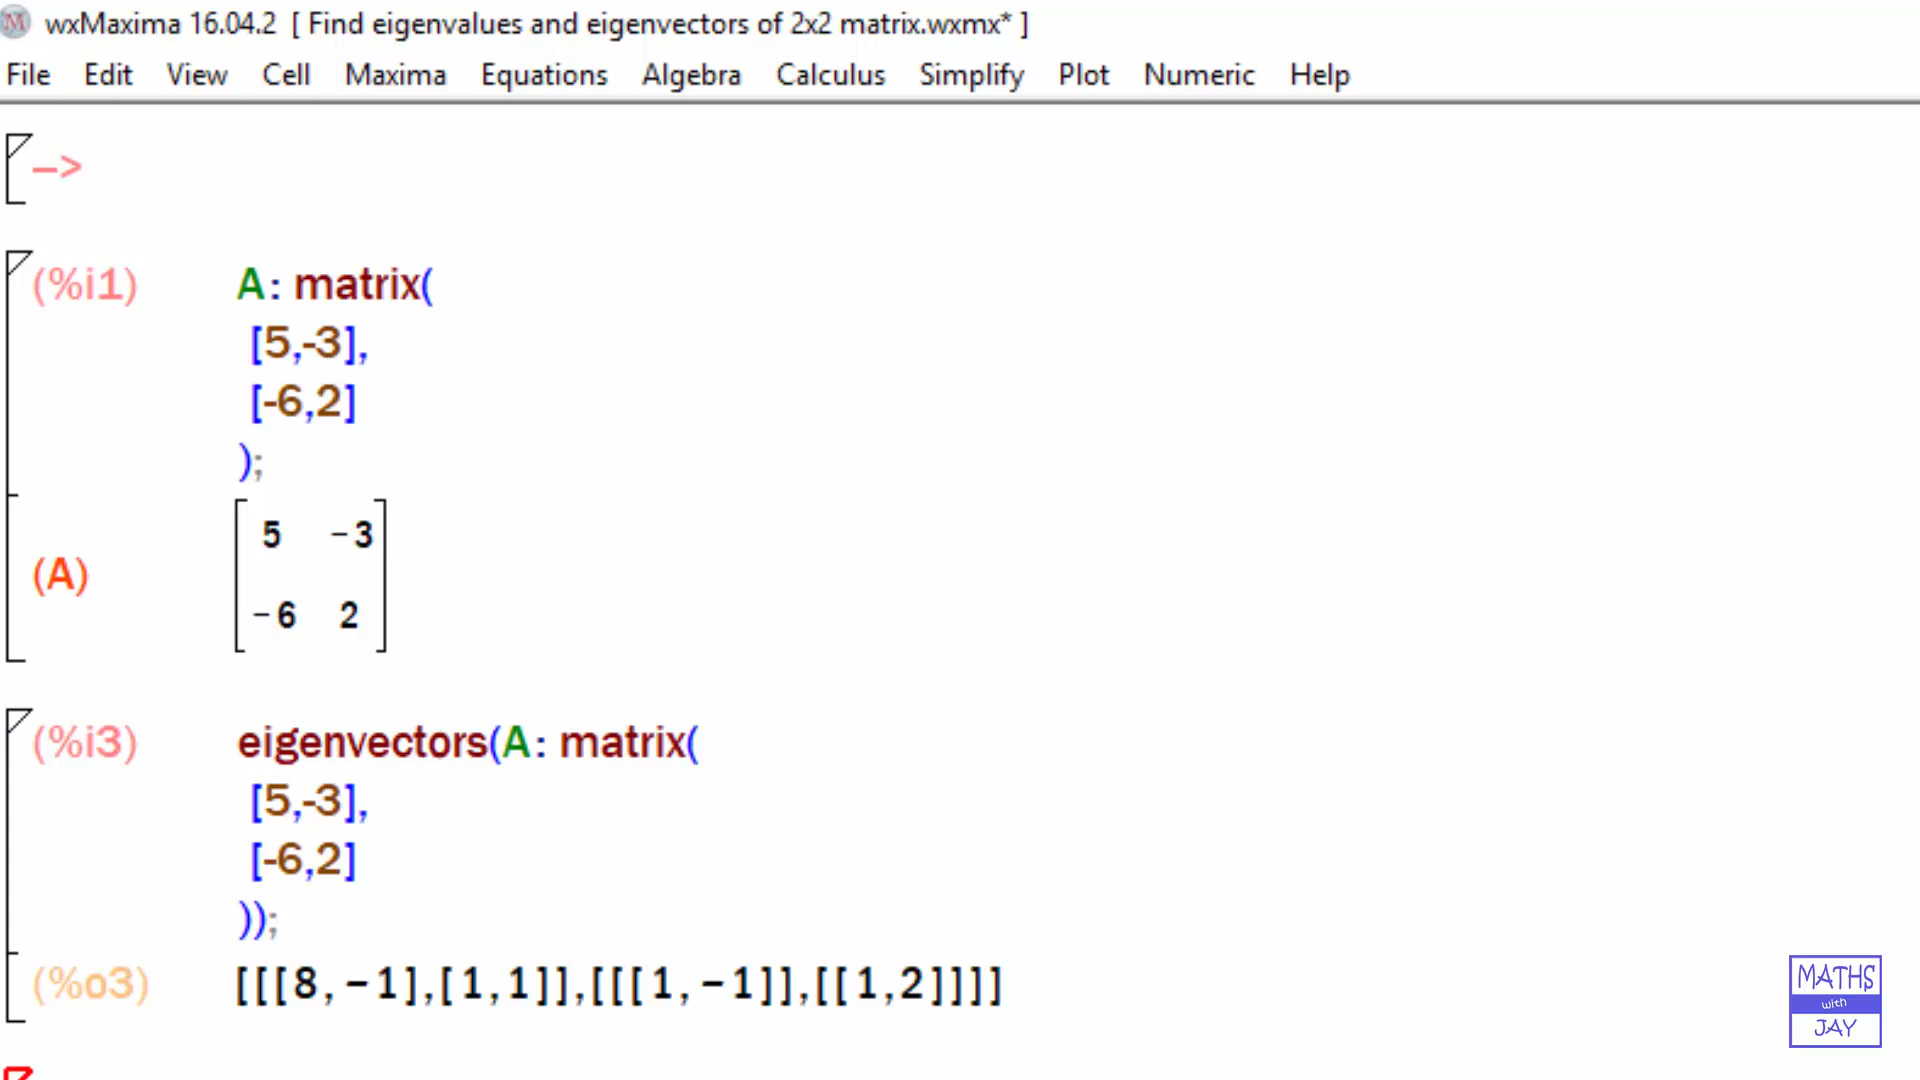 wxMaxima 16.04.2 [ Find eigenvalues and eigenvectors of 2x2 matrix.wxmx* ]
File Edit View Cell Maxima Equations Algebra Calculus Simplify Plot Numeric Help
-->
(%i1) A: matrix(
[5,-3],
[-6,2]
);
(A) 5 -3
-6 2
(%i3) eigenvectors(A: matrix(
[5,-3],
[-6,2]
));
(%o3) [[[8,-1],[1,1]],[[[1,-1]],[[1,2]]]]
MATHS
with
JAY